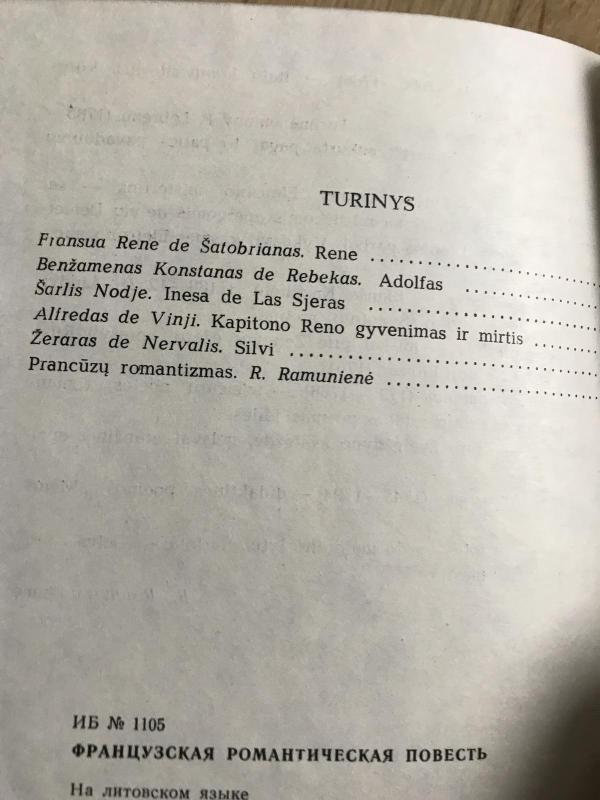 TURINYS
Fransua Rene de Šatobrianas. Rene
Benžamenas Konstanas de Rebekas. Adolfas
Šarlis Nodje. Inesa de Las Sjeras
Alfredas de Vinji. Kapitono Reno gyvenimas ir mirtis
Žeraras de Nervalis. Silvi
Prancūzų romantizmas. R. Ramunienė
ИБ № 1105
ФРАНЦУЗСКАЯ РОМАНТИЧЕСКАЯ ПОВЕСТЬ
На литовском языке